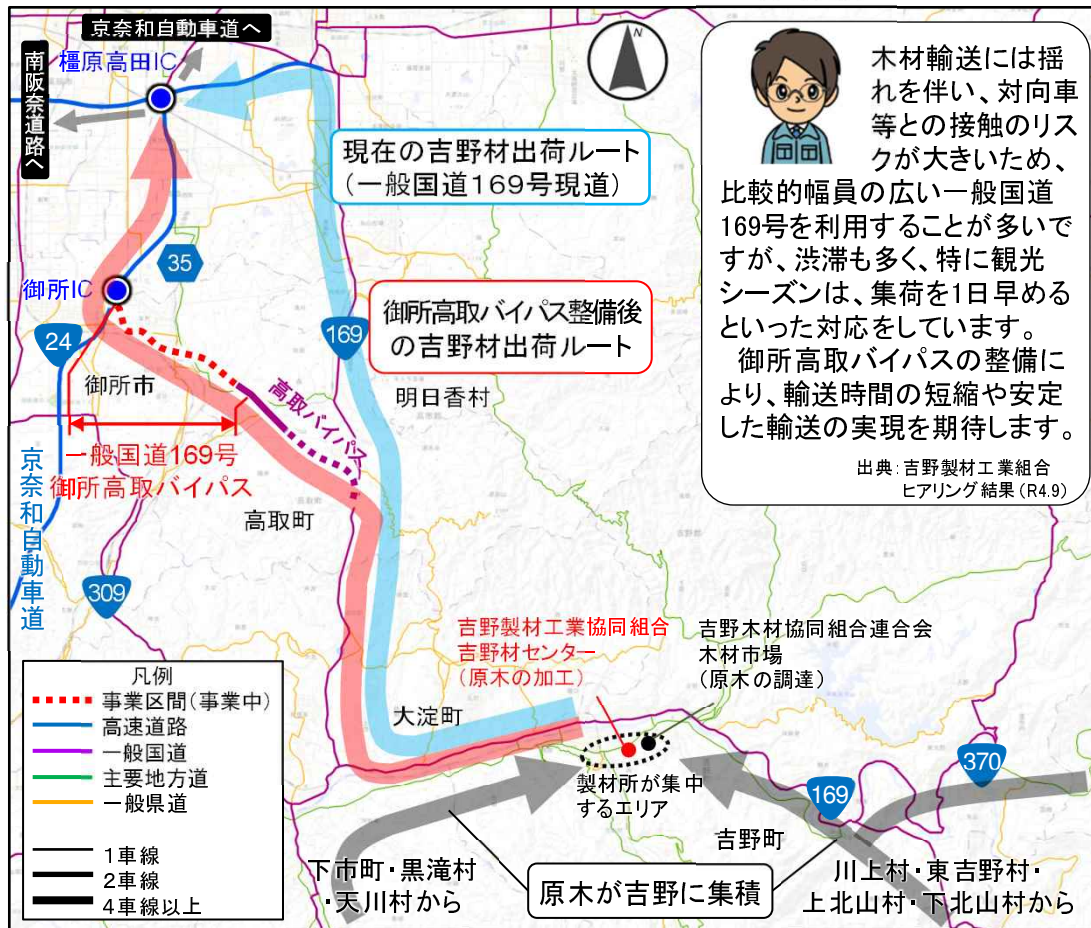 京奈和自動車道へ
橿原高田IC
南阪奈道路へ
N
木材輸送には揺
れを伴い、対向車
等との接触のリス
クが大きいため、
比較的幅員の広い一般国道
169号を利用することが多いで
すが、渋滞も多く、特に観光
シーズンは、集荷を1日早める
といった対応をしています。
御所高取バイパスの整備に
より、輸送時間の短縮や安定
した輸送の実現を期待します。
出典:吉野製材工業組合
ヒアリング結果(R4.9)
現在の吉野材出荷ルート
(一般国道169号現道)
35
御所IC
御所高取バイパス整備後
の吉野材出荷ルート
24
169
御所市
高取バイパス
明日香村
一般国道169号
御所高取バイパス
京奈和自動車道
高取町
309
吉野製材工業協同組合
吉野材センター
(原木の加工)
吉野木材協同組合連合会
木材市場
(原木の調達)
大淀町
製材所が集中
するエリア
370
169
吉野町
凡例
事業区間(事業中)
高速道路
一般国道
主要地方道
一般県道
1車線
2車線
4車線以上
下市町・黒滝村
・天川村から
原木が吉野に集積
川上村・東吉野村・
上北山村・下北山村から